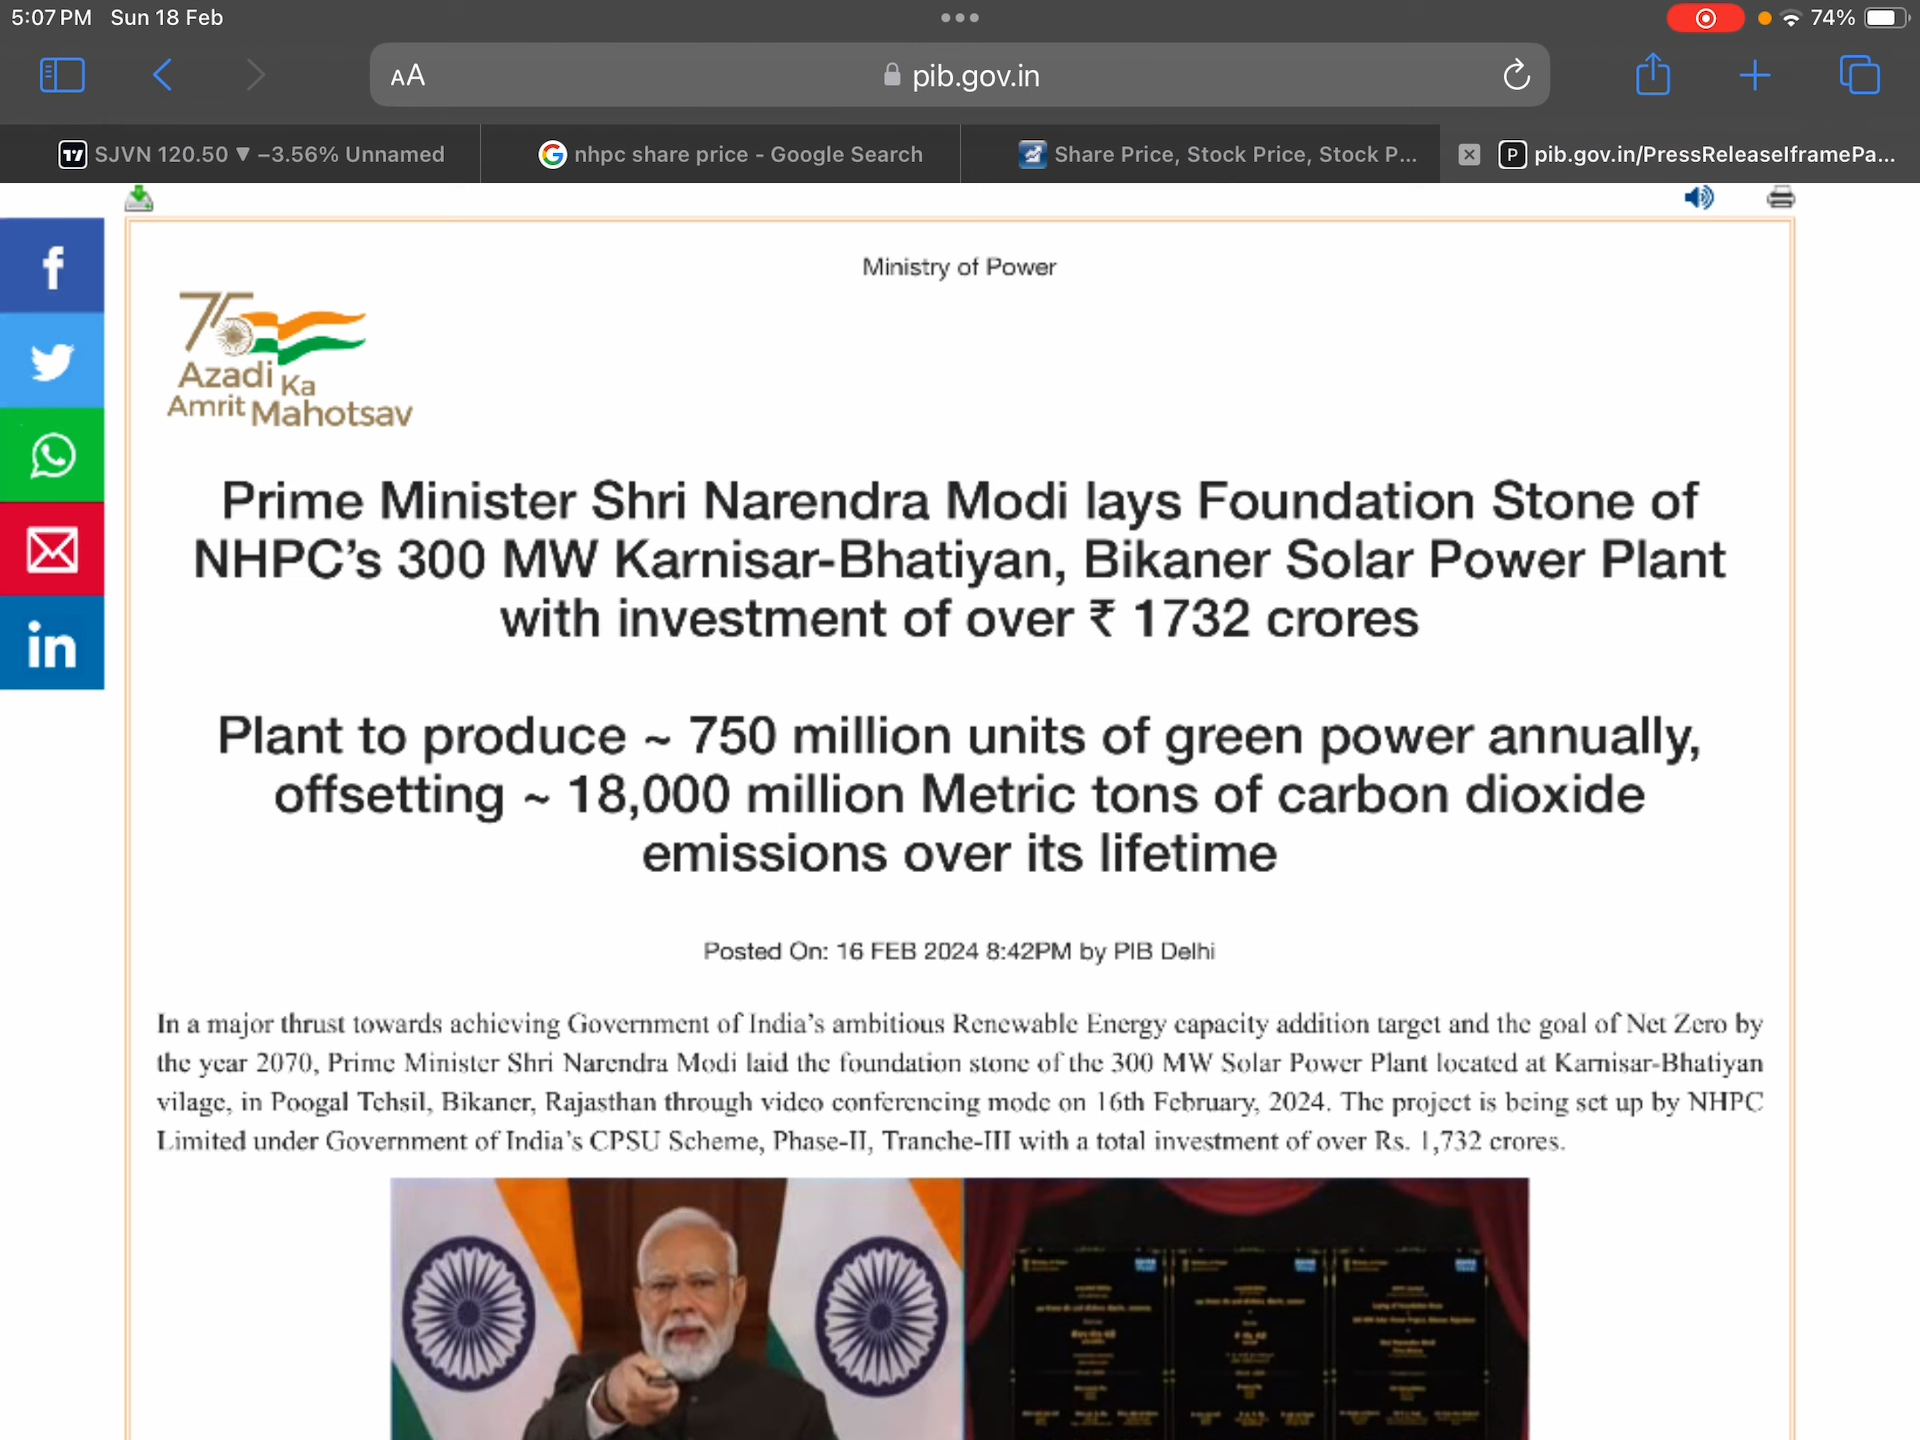 5:07 PM Sun 18 Feb
74%
AA
pib.gov.in
SJVN 120.50 ▼ −3.56% Unnamed
nhpc share price - Google Search
Share Price, Stock Price, Stock P...
pib.gov.in/PressReleaseIframePa...
Ministry of Power
75
Azadi Ka
Amrit Mahotsav
Prime Minister Shri Narendra Modi lays Foundation Stone of
NHPC’s 300 MW Karnisar-Bhatiyan, Bikaner Solar Power Plant
with investment of over ₹ 1732 crores
Plant to produce ~ 750 million units of green power annually,
offsetting ~ 18,000 million Metric tons of carbon dioxide
emissions over its lifetime
Posted On: 16 FEB 2024 8:42PM by PIB Delhi
In a major thrust towards achieving Government of India’s ambitious Renewable Energy capacity addition target and the goal of Net Zero by
the year 2070, Prime Minister Shri Narendra Modi laid the foundation stone of the 300 MW Solar Power Plant located at Karnisar-Bhatiyan
vilage, in Poogal Tehsil, Bikaner, Rajasthan through video conferencing mode on 16th February, 2024. The project is being set up by NHPC
Limited under Government of India’s CPSU Scheme, Phase-II, Tranche-III with a total investment of over Rs. 1,732 crores.